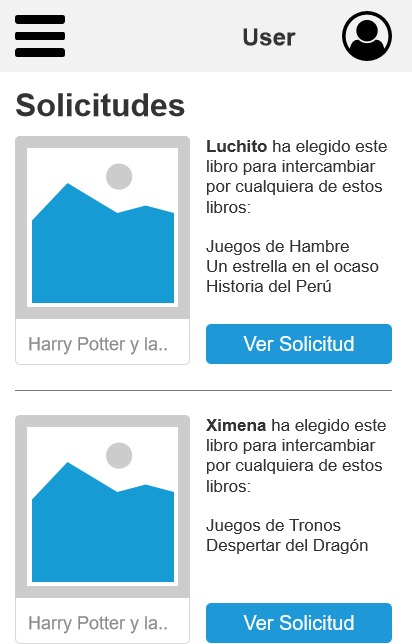 User
Solicitudes
Luchito ha elegido este
libro para intercambiar
por cualquiera de estos
libros:
Juegos de Hambre
Un estrella en el ocaso
Historia del Perú
Harry Potter y la..
Ver Solicitud
Ximena ha elegido este
libro para intercambiar
por cualquiera de estos
libros:
Juegos de Tronos
Despertar del Dragón
Harry Potter y la..
Ver Solicitud